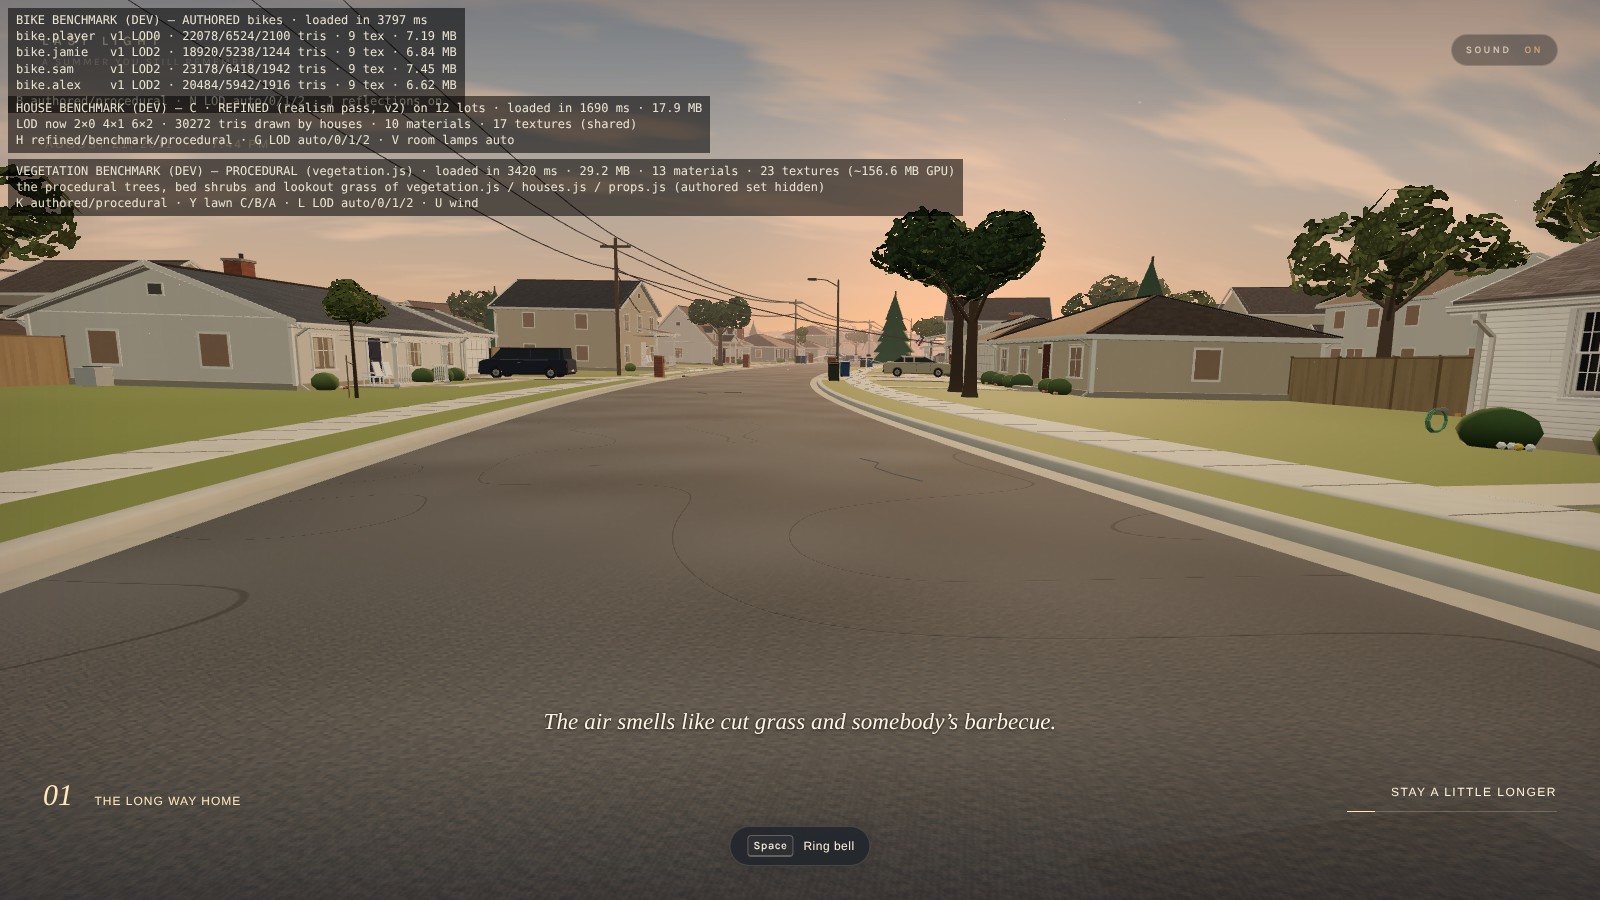 BIKE BENCHMARK (DEV) — AUTHORED bikes · loaded in 3797 ms
bike.player v1 LOD0 · 22078/6524/2100 tris · 9 tex · 7.19 MB
bike.jamie v1 LOD2 · 18920/5238/1244 tris · 9 tex · 6.84 MB
bike.sam v1 LOD2 · 23178/6418/1942 tris · 9 tex · 7.45 MB
bike.alex v1 LOD2 · 20484/5942/1916 tris · 9 tex · 6.62 MB
B authored/procedural · N LOD auto/0/1/2 · J reflections on
HOUSE BENCHMARK (DEV) — C · REFINED (realism pass, v2) on 12 lots · loaded in 1690 ms · 17.9 MB
LOD now 2×0 4×1 6×2 · 30272 tris drawn by houses · 10 materials · 17 textures (shared)
H refined/benchmark/procedural · G LOD auto/0/1/2 · V room lamps auto
VEGETATION BENCHMARK (DEV) — PROCEDURAL (vegetation.js) · loaded in 3420 ms · 29.2 MB · 13 materials · 23 textures (~156.6 MB GPU)
the procedural trees, bed shrubs and lookout grass of vegetation.js / houses.js / props.js (authored set hidden)
K authored/procedural · Y lawn C/B/A · L LOD auto/0/1/2 · U wind
SOUND ON
The air smells like cut grass and somebody’s barbecue.
01 THE LONG WAY HOME
STAY A LITTLE LONGER
Space Ring bell